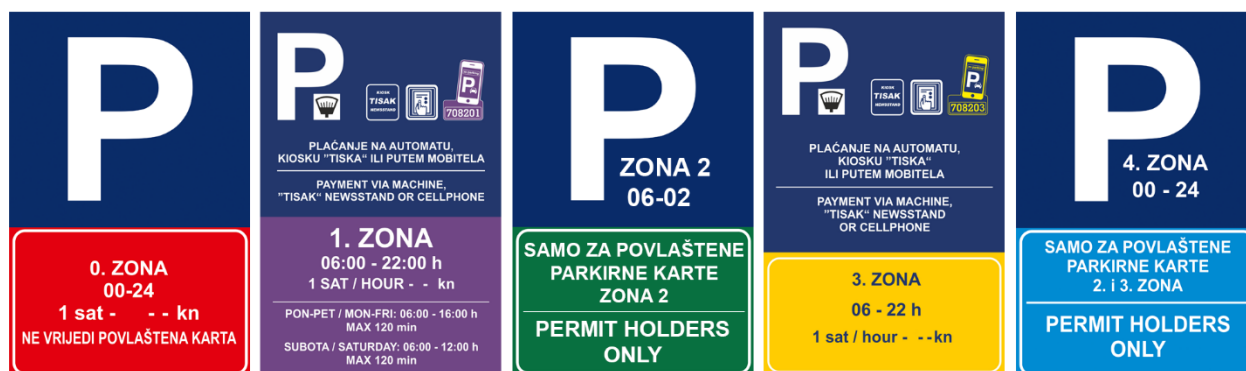 P
0. ZONA
00-24
1 sat - - - kn
NE VRIJEDI POVLAŠTENA KARTA
P
KIOSK
TISAK
NEWSSTAND
P
708201
PLAĆANJE NA AUTOMATU,
KIOSKU "TISKA“ ILI PUTEM MOBITELA
PAYMENT VIA MACHINE,
"TISAK“ NEWSSTAND OR CELLPHONE
1. ZONA
06:00 - 22:00 h
1 SAT / HOUR - - kn
PON-PET / MON-FRI: 06:00 - 16:00 h
MAX 120 min
SUBOTA / SATURDAY: 06:00 - 12:00 h
MAX 120 min
P
ZONA 2
06-02
SAMO ZA POVLAŠTENE
PARKIRNE KARTE
ZONA 2
PERMIT HOLDERS
ONLY
P
KIOSK
TISAK
NEWSSTAND
P
708203
PLAĆANJE NA AUTOMATU,
KIOSKU "TISKA“
ILI PUTEM MOBITELA
PAYMENT VIA MACHINE,
"TISAK“ NEWSSTAND
OR CELLPHONE
3. ZONA
06 - 22 h
1 sat / hour - - -kn
P
4. ZONA
00 - 24
SAMO ZA POVLAŠTENE
PARKIRNE KARTE
2. i 3. ZONA
PERMIT HOLDERS
ONLY